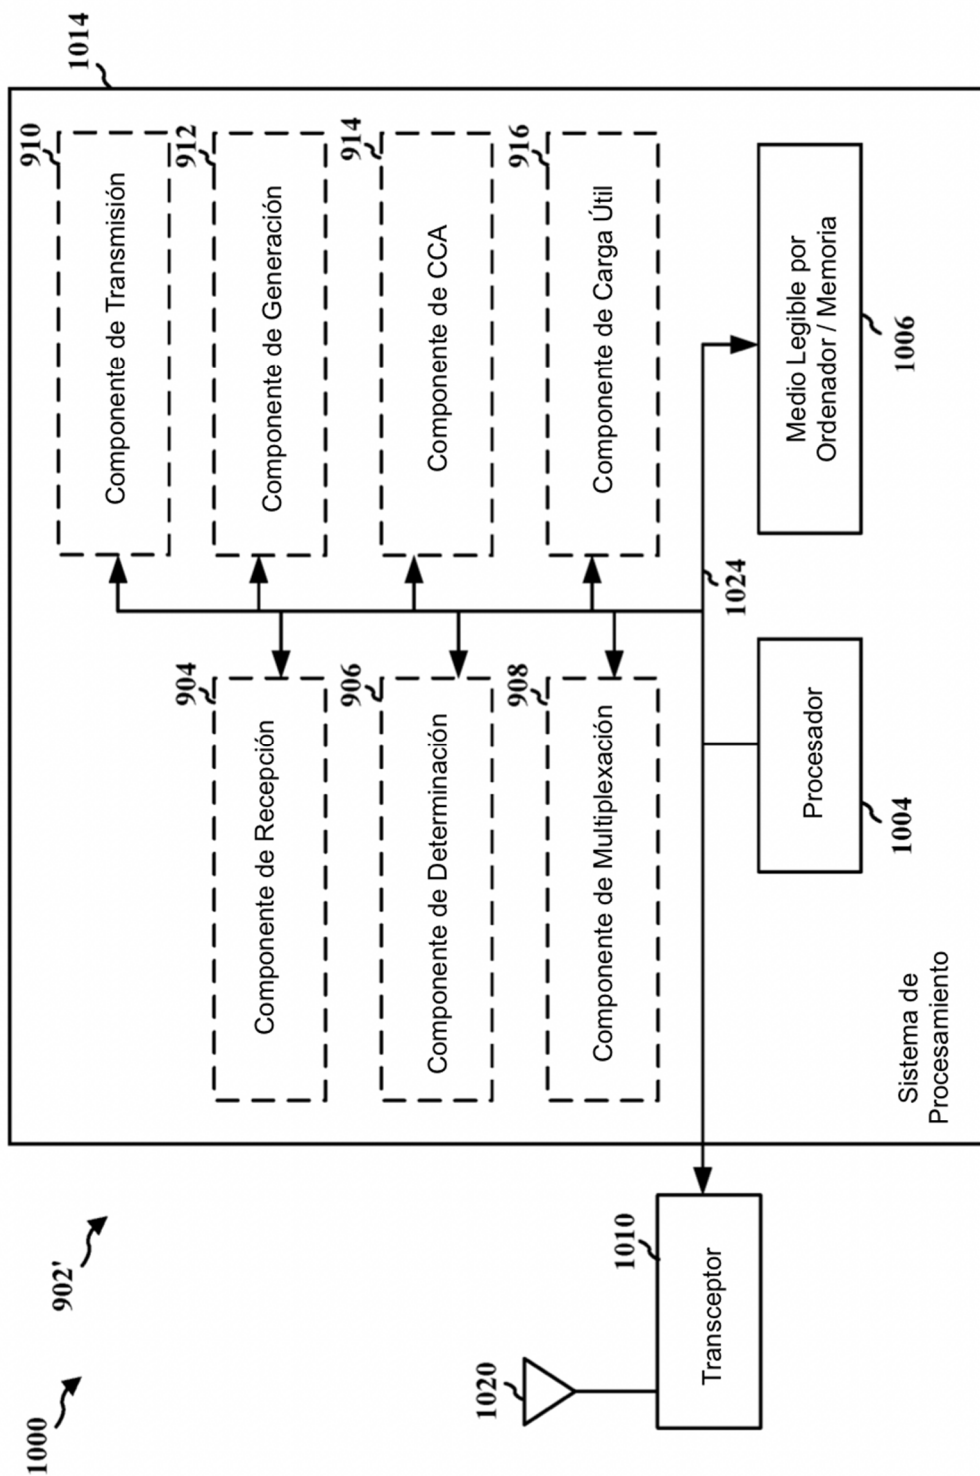 1000
902'
1014
910
Componente de Transmisión
904
Componente de Recepción
912
Componente de Generación
906
Componente de Determinación
914
Componente de CCA
908
Componente de Multiplexación
916
Componente de Carga Útil
1024
1020
1010
Transceptor
Procesador
1004
Medio Legible por
Ordenador / Memoria
1006
Sistema de
Procesamiento